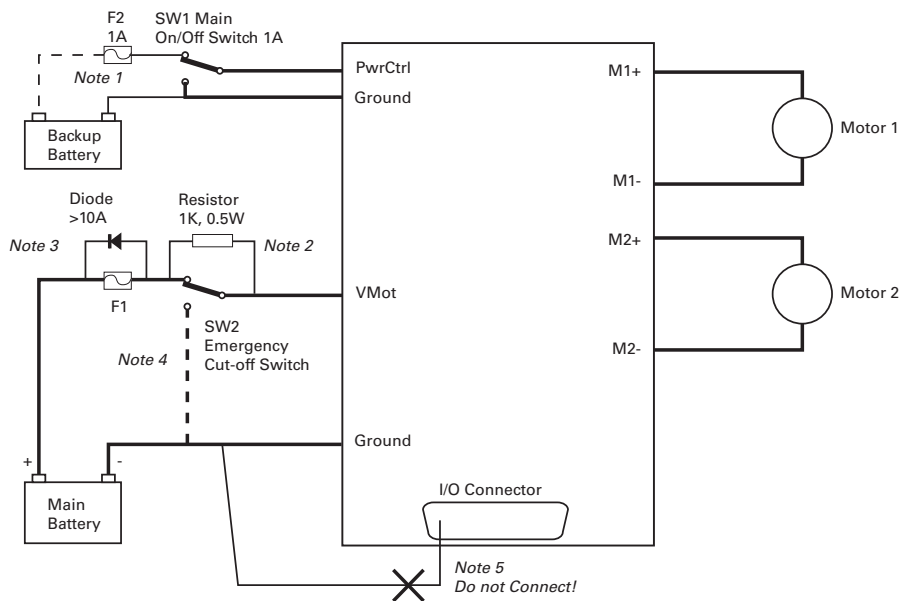 F2
1A
SW1 Main
On/Off Switch 1A
Note 1
PwrCtrl
Ground
Backup
Battery
M1+
Motor 1
M1-
Diode
>10A
Resistor
1K, 0.5W
Note 3
Note 2
F1
VMot
SW2
Emergency
Cut-off Switch
Note 4
M2+
Motor 2
M2-
Ground
+
-
Main
Battery
I/O Connector
Note 5
Do not Connect!